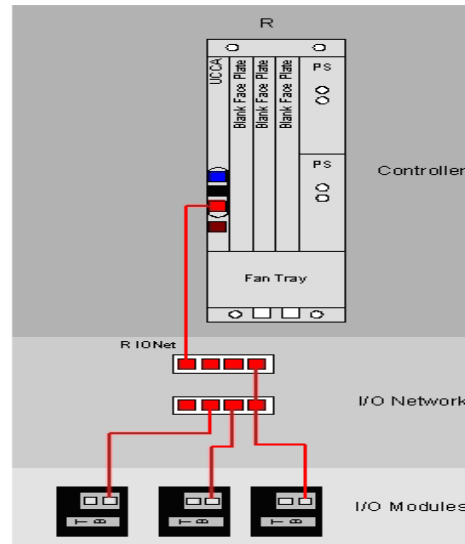 R
UCCA
Blank Face Plate
Blank Face Plate
Blank Face Plate
PS
PS
Controller
Fan Tray
R IONet
I/O Network
T B
T B
T B
I/O Modules